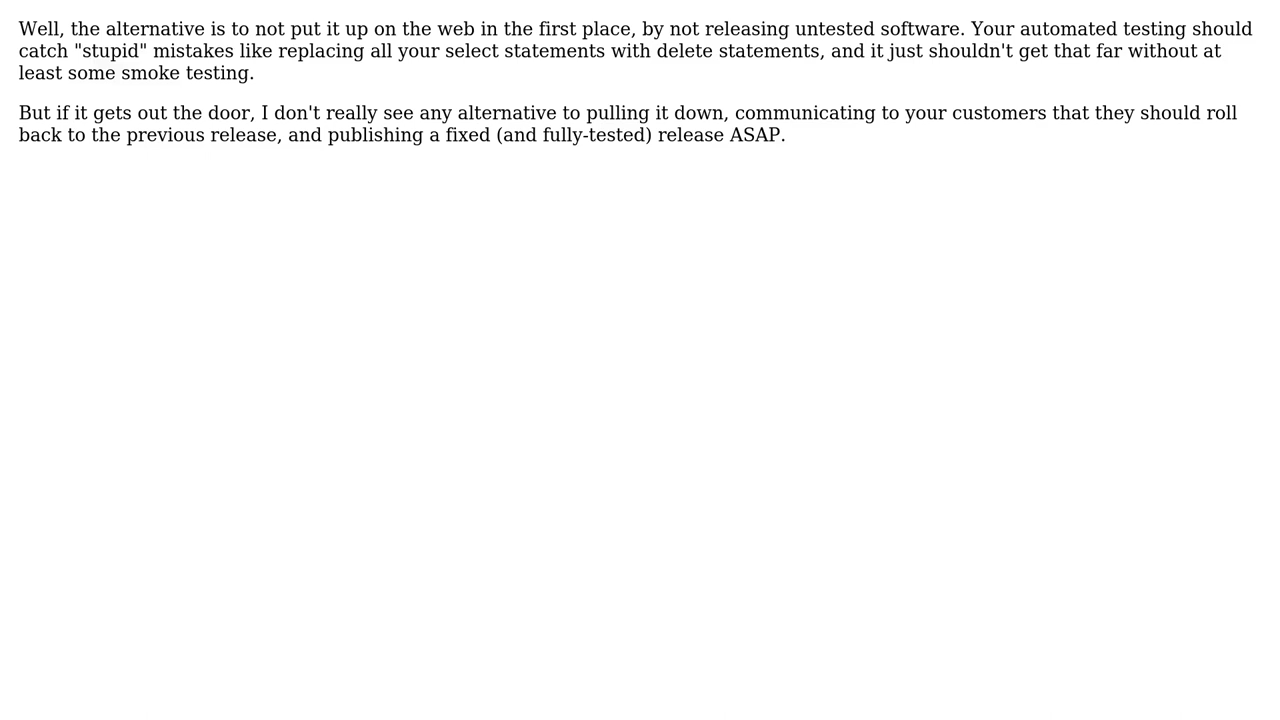 Well, the alternative is to not put it up on the web in the first place, by not releasing untested software. Your automated testing should
catch "stupid" mistakes like replacing all your select statements with delete statements, and it just shouldn't get that far without at
least some smoke testing.
But if it gets out the door, I don't really see any alternative to pulling it down, communicating to your customers that they should roll
back to the previous release, and publishing a fixed (and fully-tested) release ASAP.